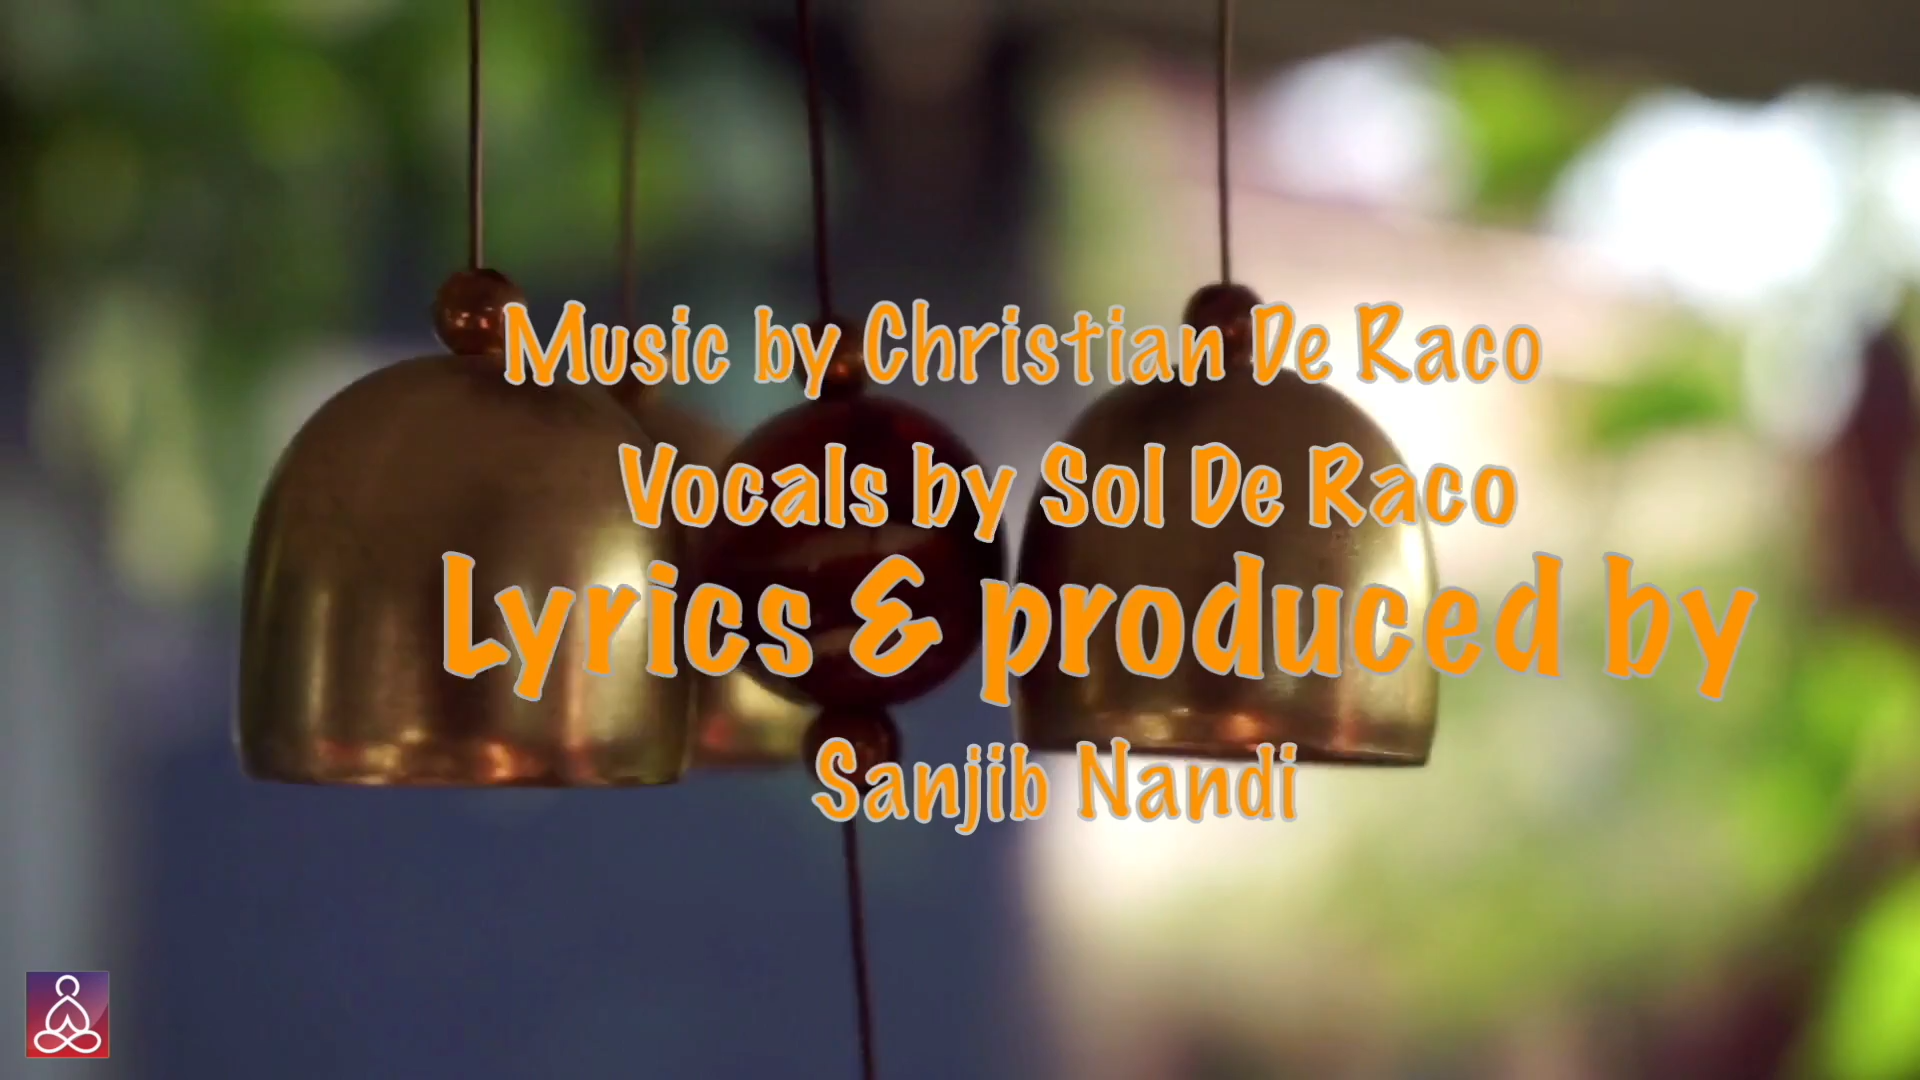 Music by Christian De Raco
Vocals by Sol De Raco
Lyrics & produced by
Sanjib Nandi